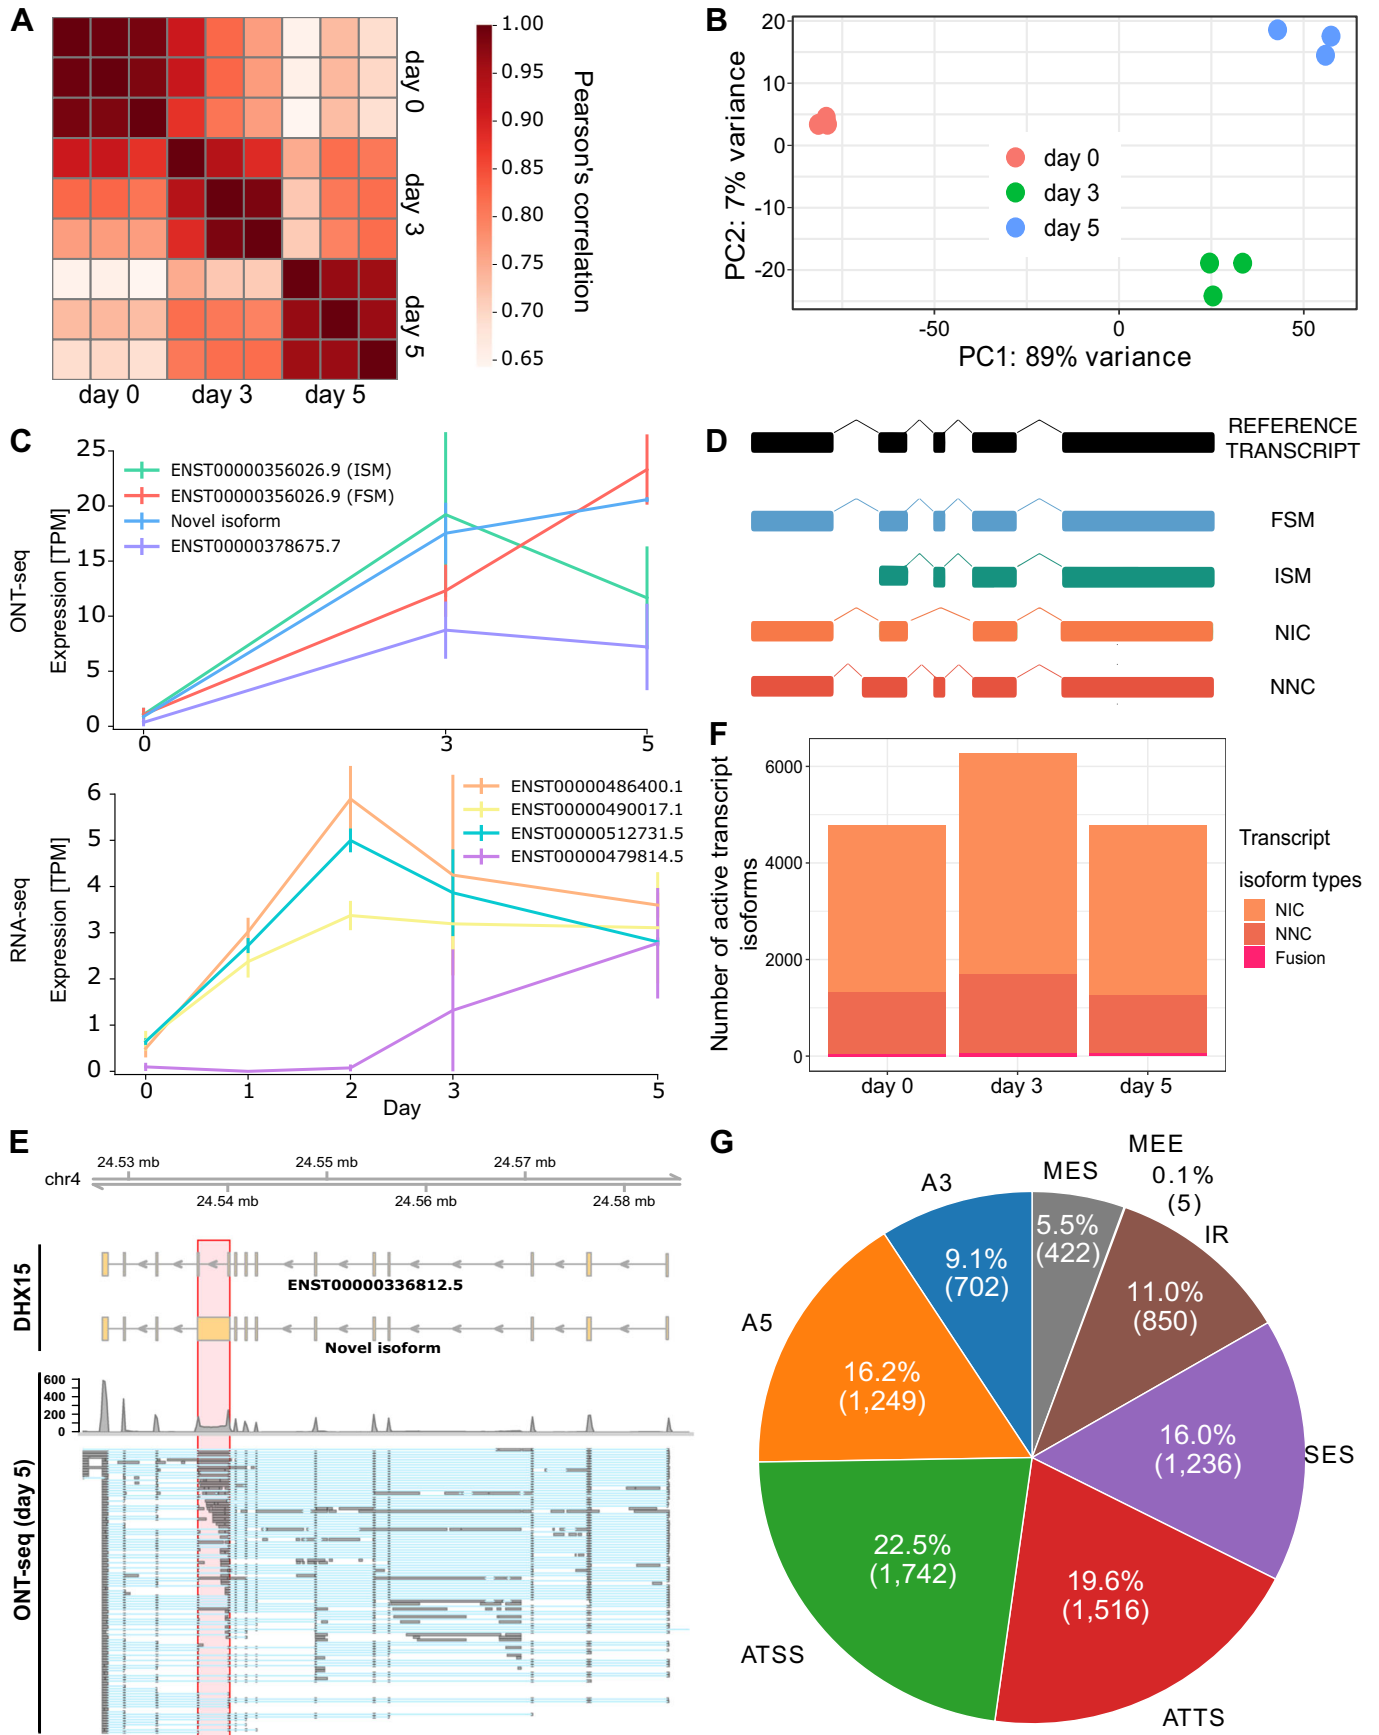 A
day 0
day 3
day 5
day 0
day 3
day 5
1.00
0.95
0.90
0.85
0.80
0.75
0.70
0.65
Pearson's correlation
B
20
10
0
-10
-20
-50
0
50
PC2: 7% variance
PC1: 89% variance
day 0
day 3
day 5
C
ONT-seq
Expression [TPM]
25
20
15
10
5
0
0
3
5
ENST00000356026.9 (ISM)
ENST00000356026.9 (FSM)
Novel isoform
ENST00000378675.7
RNA-seq
Expression [TPM]
6
5
4
3
2
1
0
0
1
2
3
5
Day
ENST00000486400.1
ENST00000490017.1
ENST00000512731.5
ENST00000479814.5
D
REFERENCE
TRANSCRIPT
FSM
ISM
NIC
NNC
F
Number of active transcript
isoforms
6000
4000
2000
0
day 0
day 3
day 5
Transcript
isoform types
NIC
NNC
Fusion
E
chr4
24.53 mb
24.55 mb
24.57 mb
24.54 mb
24.56 mb
24.58 mb
DHX15
ENST00000336812.5
Novel isoform
600
200
0
ONT-seq (day 5)
G
MEE
0.1%
(5)
MES
5.5%
(422)
IR
11.0%
(850)
SES
16.0%
(1,236)
ATTS
19.6%
(1,516)
ATSS
22.5%
(1,742)
A5
16.2%
(1,249)
A3
9.1%
(702)